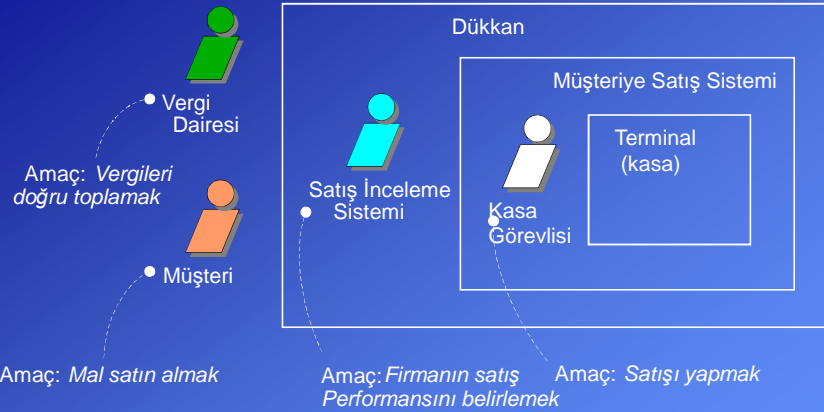 Dükkan
Müşteriye Satış Sistemi
Terminal
(kasa)
Vergi
Dairesi
Amaç: Vergileri
doğru toplamak
Satış İnceleme
Sistemi
Kasa
Görevlisi
Müşteri
Amaç: Mal satın almak
Amaç: Firmanın satış
Performansını belirlemek
Amaç: Satışı yapmak